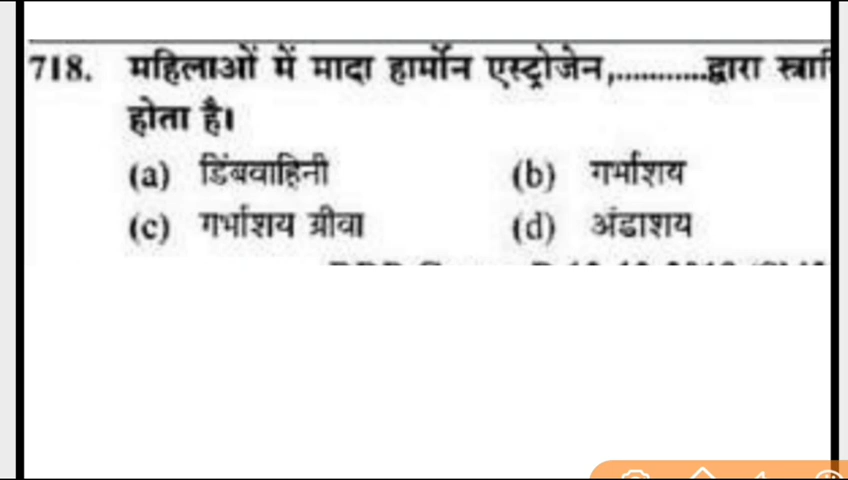 718. महिलाओं में मादा हार्मोन एस्ट्रोजेन,...........द्वारा
होता है।
(a) डिंबवाहिनी (b) गर्भाशय
(c) गर्भाशय ग्रीवा (d) अंडाशय